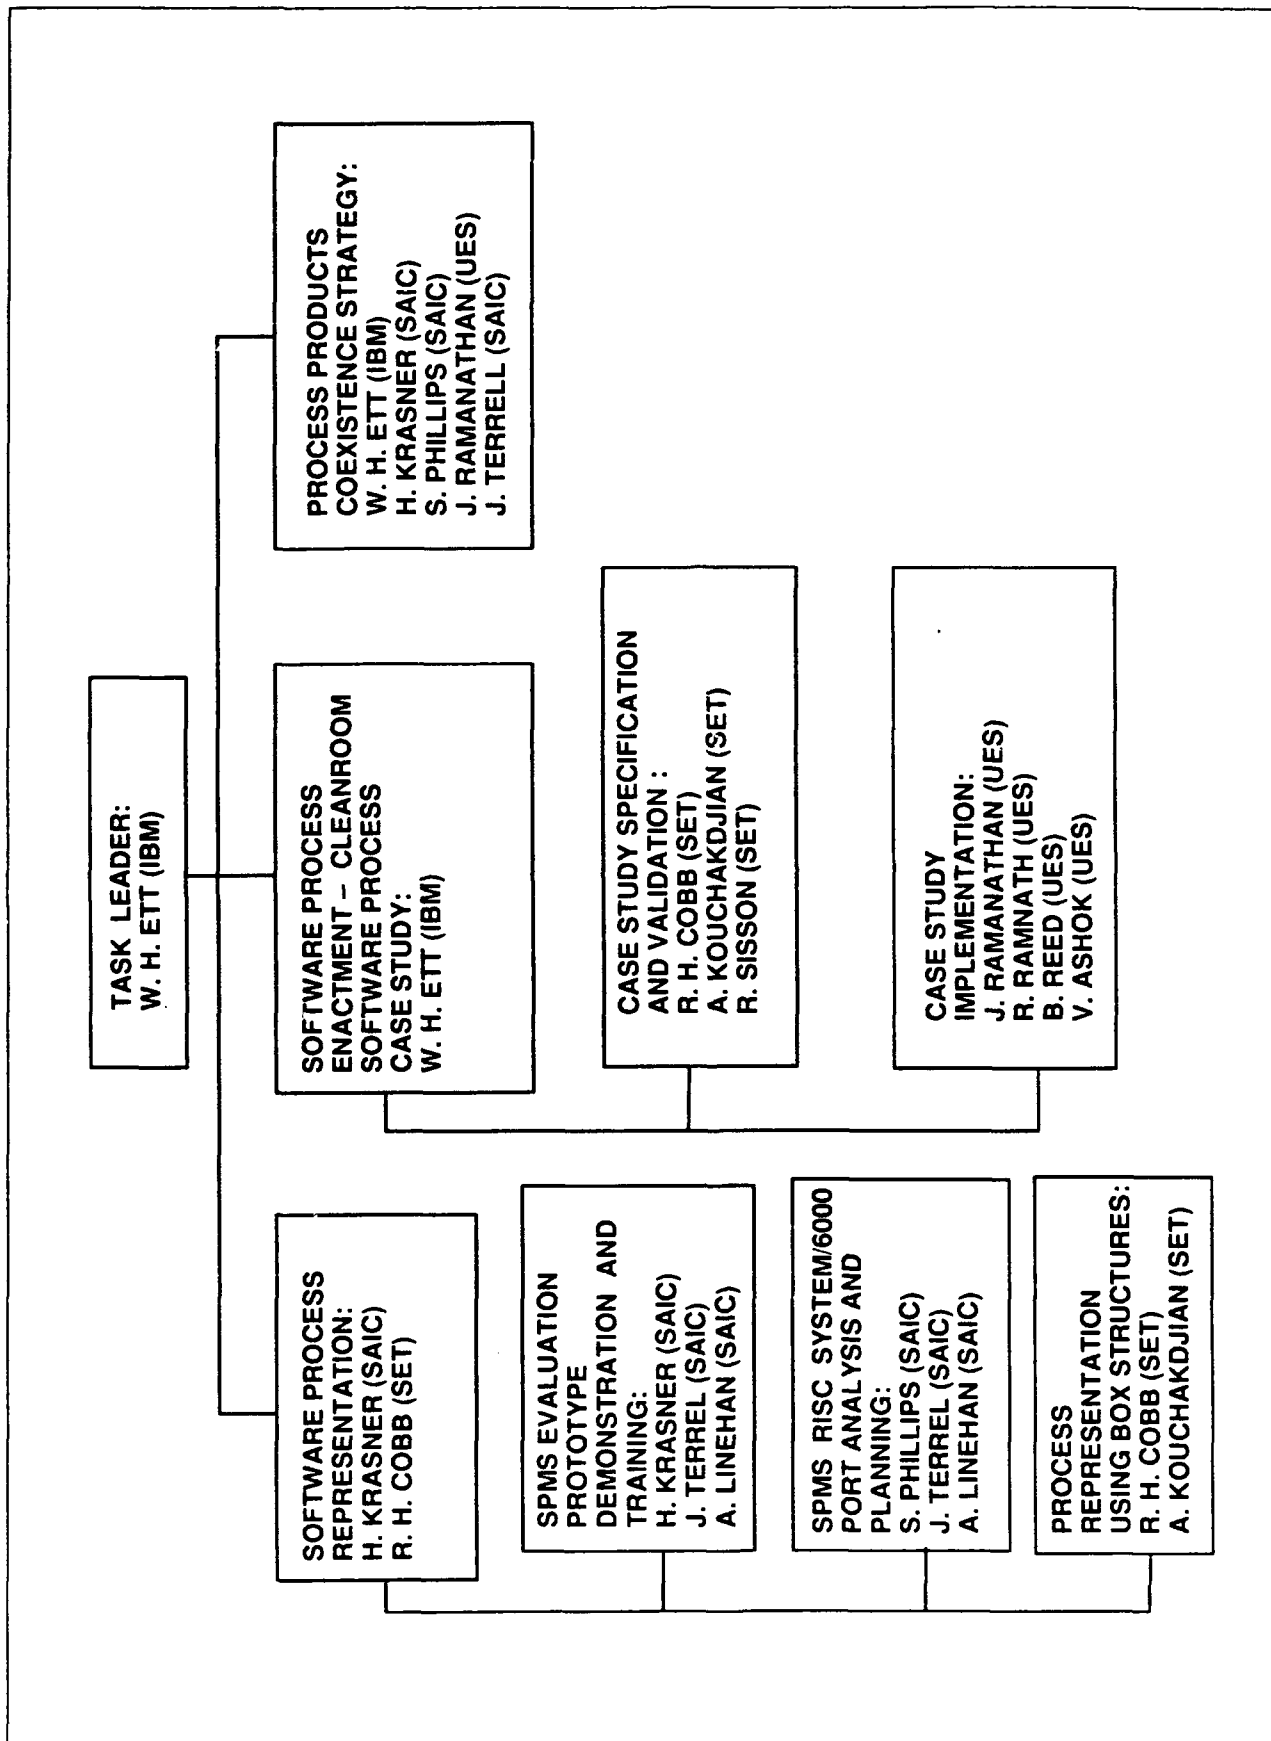 TASK LEADER:
W. H. ETT (IBM)
SOFTWARE PROCESS
REPRESENTATION:
H. KRASNER (SAIC)
R. H. COBB (SET)
SPMS EVALUATION
PROTOTYPE
DEMONSTRATION AND
TRAINING:
H. KRASNER (SAIC)
J. TERREL (SAIC)
A. LINEHAN (SAIC)
SPMS RISC SYSTEM/6000
PORT ANALYSIS AND
PLANNING:
S. PHILLIPS (SAIC)
J. TERREL (SAIC)
A. LINEHAN (SAIC)
PROCESS
REPRESENTATION
USING BOX STRUCTURES:
R. H. COBB (SET)
A. KOUCHAKDJIAN (SET)
SOFTWARE PROCESS
ENACTMENT – CLEANROOM
SOFTWARE PROCESS
CASE STUDY:
W. H. ETT (IBM)
CASE STUDY SPECIFICATION
AND VALIDATION :
R. H. COBB (SET)
A. KOUCHAKDJIAN (SET)
R. SISSON (SET)
CASE STUDY
IMPLEMENTATION:
J. RAMANATHAN (UES)
R. RAMNATH (UES)
B. REED (UES)
V. ASHOK (UES)
PROCESS PRODUCTS
COEXISTENCE STRATEGY:
W. H. ETT (IBM)
H. KRASNER (SAIC)
S. PHILLIPS (SAIC)
J. RAMANATHAN (UES)
J. TERRELL (SAIC)